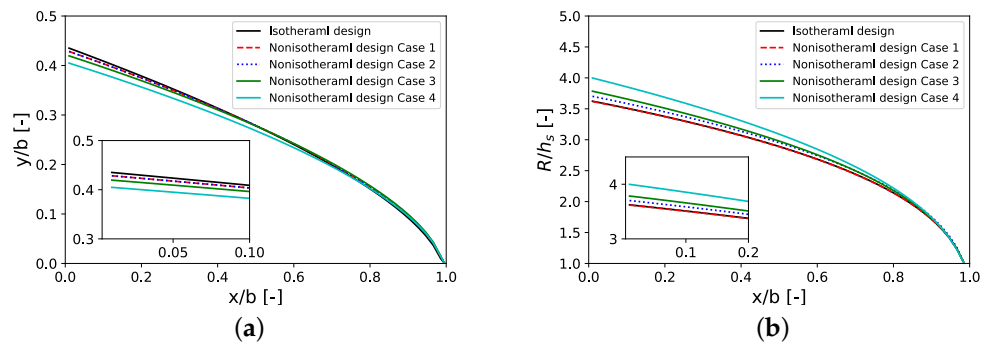 0.5
0.4
0.3
0.2
0.1
0.0
y/b [-]
Isotheraml design
Nonisotheraml design Case 1
Nonisotheraml design Case 2
Nonisotheraml design Case 3
Nonisotheraml design Case 4
0.5
0.4
0.3
0.05
0.10
0.0
0.2
0.4
0.6
0.8
1.0
x/b [-]
(a)
5.0
4.5
4.0
3.5
3.0
2.5
2.0
1.5
1.0
R/h_s [-]
Isotheraml design
Nonisotheraml design Case 1
Nonisotheraml design Case 2
Nonisotheraml design Case 3
Nonisotheraml design Case 4
4
3
0.1
0.2
0.0
0.2
0.4
0.6
0.8
1.0
x/b [-]
(b)